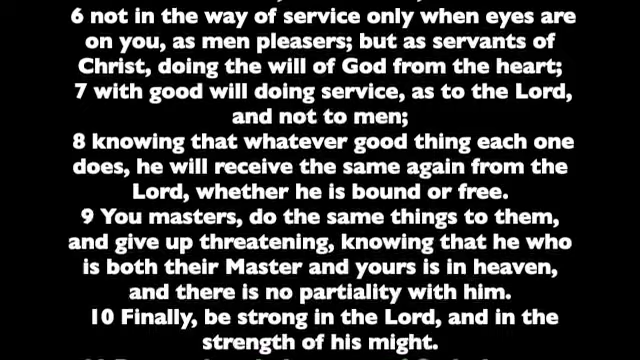 6 not in the way of service only when eyes are
on you, as men pleasers; but as servants of
Christ, doing the will of God from the heart;
7 with good will doing service, as to the Lord,
and not to men;
8 knowing that whatever good thing each one
does, he will receive the same again from the
Lord, whether he is bound or free.
9 You masters, do the same things to them,
and give up threatening, knowing that he who
is both their Master and yours is in heaven,
and there is no partiality with him.
10 Finally, be strong in the Lord, and in the
strength of his might.